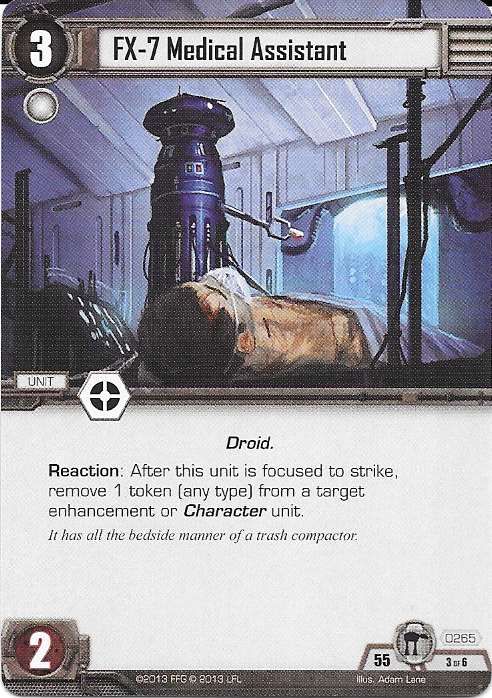 3
FX-7 Medical Assistant
UNIT
Droid.
Reaction: After this unit is focused to strike,
remove 1 token (any type) from a target
enhancement or Character unit.
It has all the bedside manner of a trash compactor.
2
0265
55
3 OF 6
©2013 FFG © 2013 LFL
Illus. Adam Lane